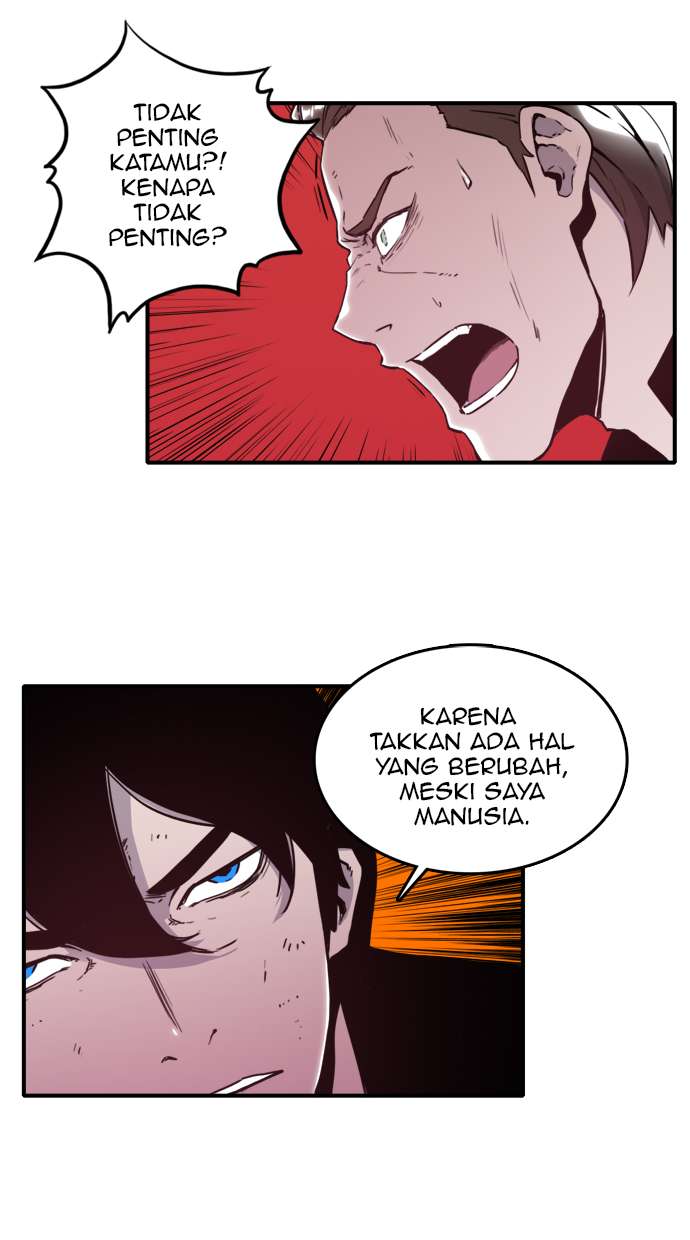 TIDAK
PENTING
KATAMU?!
KENAPA
TIDAK
PENTING?
KARENA
TAKKAN ADA HAL
YANG BERUBAH,
MESKI SAYA
MANUSIA.